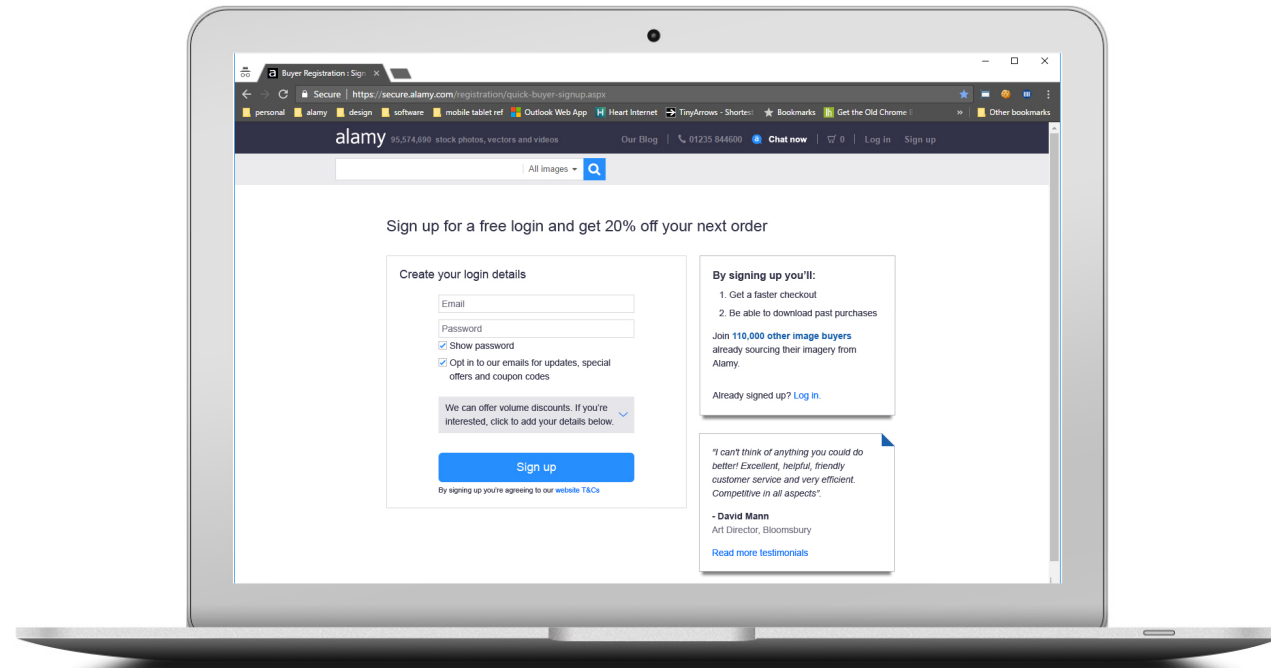 Buyer Registration : Sign
Secure | https://secure.alamy.com/registration/quick-buyer-signup.aspx
personal alamy design software mobile tablet ref Outlook Web App Heart Internet TinyArrows - Shortest Bookmarks Get the Old Chrome » Other bookmarks
alamy 95,574,690 stock photos, vectors and videos Our Blog | 01235 844600 a Chat now | 0 | Log in Sign up
All images
Sign up for a free login and get 20% off your next order
Create your login details
Email
Password
Show password
Opt in to our emails for updates, special
offers and coupon codes
We can offer volume discounts. If you're
interested, click to add your details below.
Sign up
By signing up you're agreeing to our website T&Cs
By signing up you'll:
1. Get a faster checkout
2. Be able to download past purchases
Join 110,000 other image buyers
already sourcing their imagery from
Alamy.
Already signed up? Log in.
"I can't think of anything you could do
better! Excellent, helpful, friendly
customer service and very efficient.
Competitive in all aspects".
- David Mann
Art Director, Bloomsbury
Read more testimonials